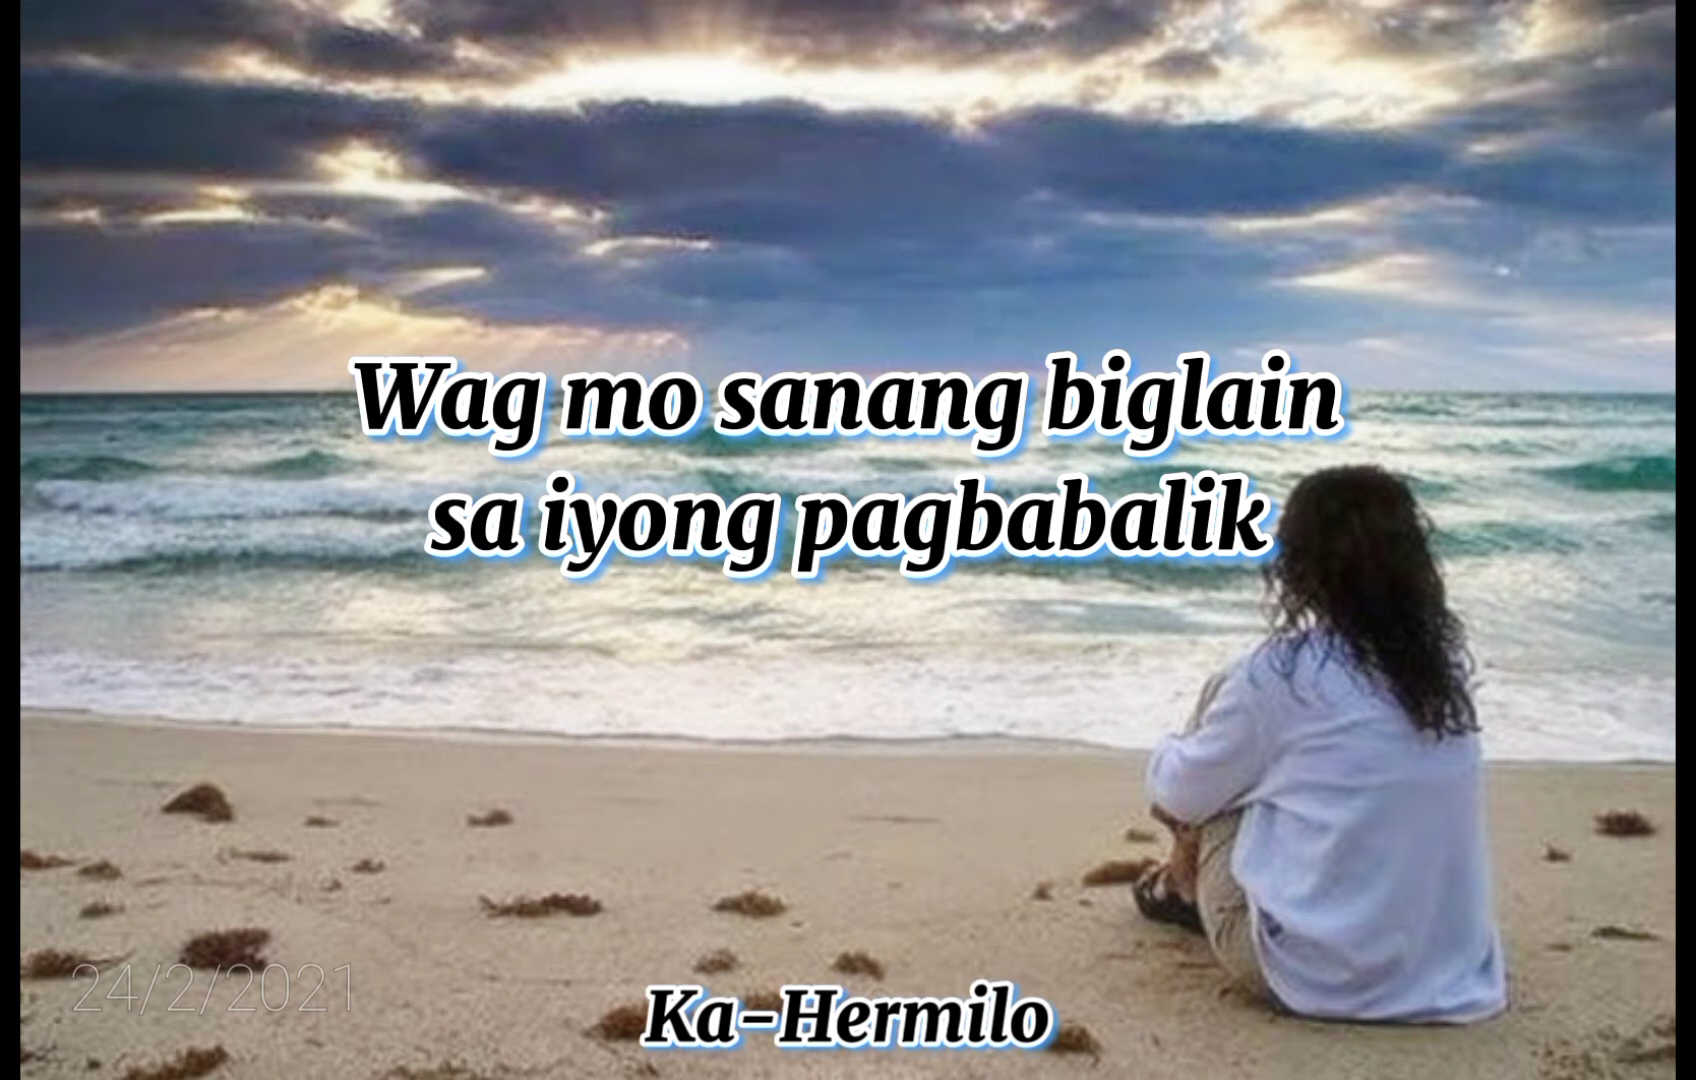 Wag mo sanang biglain
sa iyong pagbabalik
24/2/2021
Ka-Hermilo